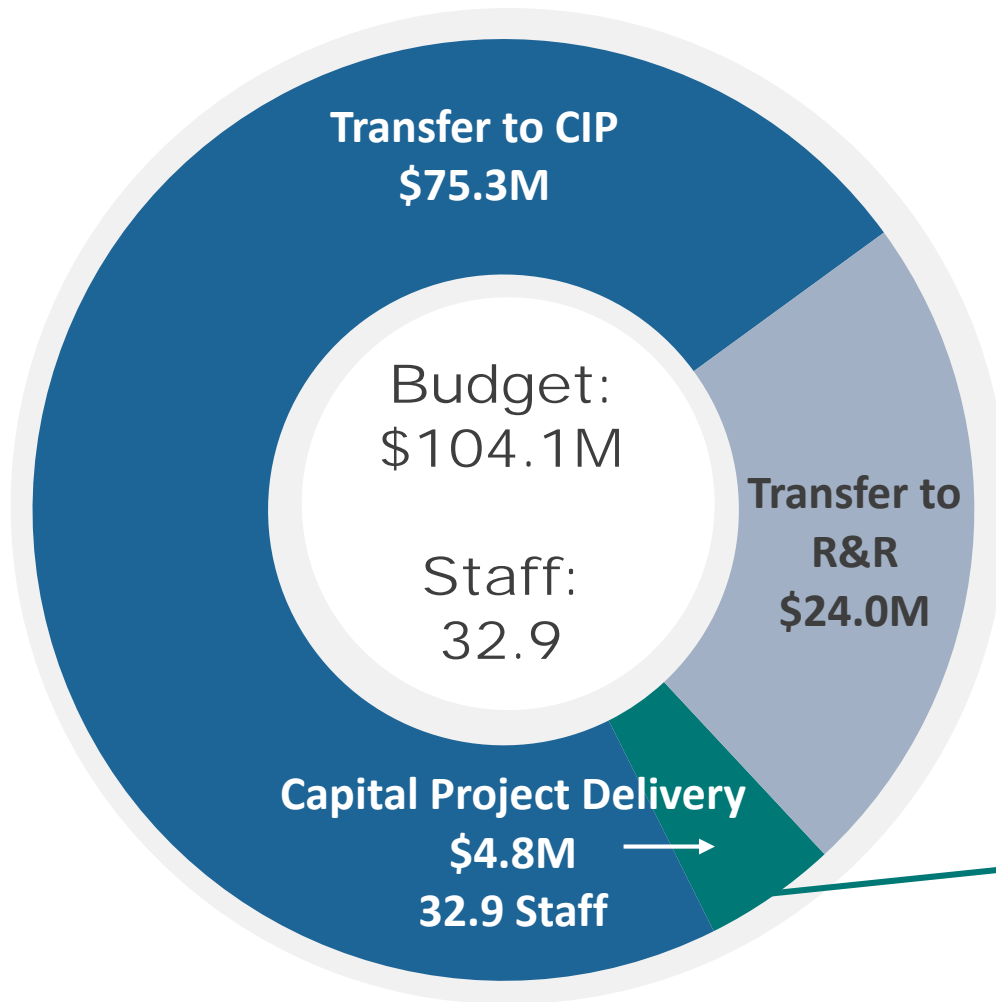 Transfer to CIP
$75.3M
Budget:
$104.1M
Staff:
32.9
Transfer to
R&R
$24.0M
Capital Project Delivery
$4.8M
32.9 Staff